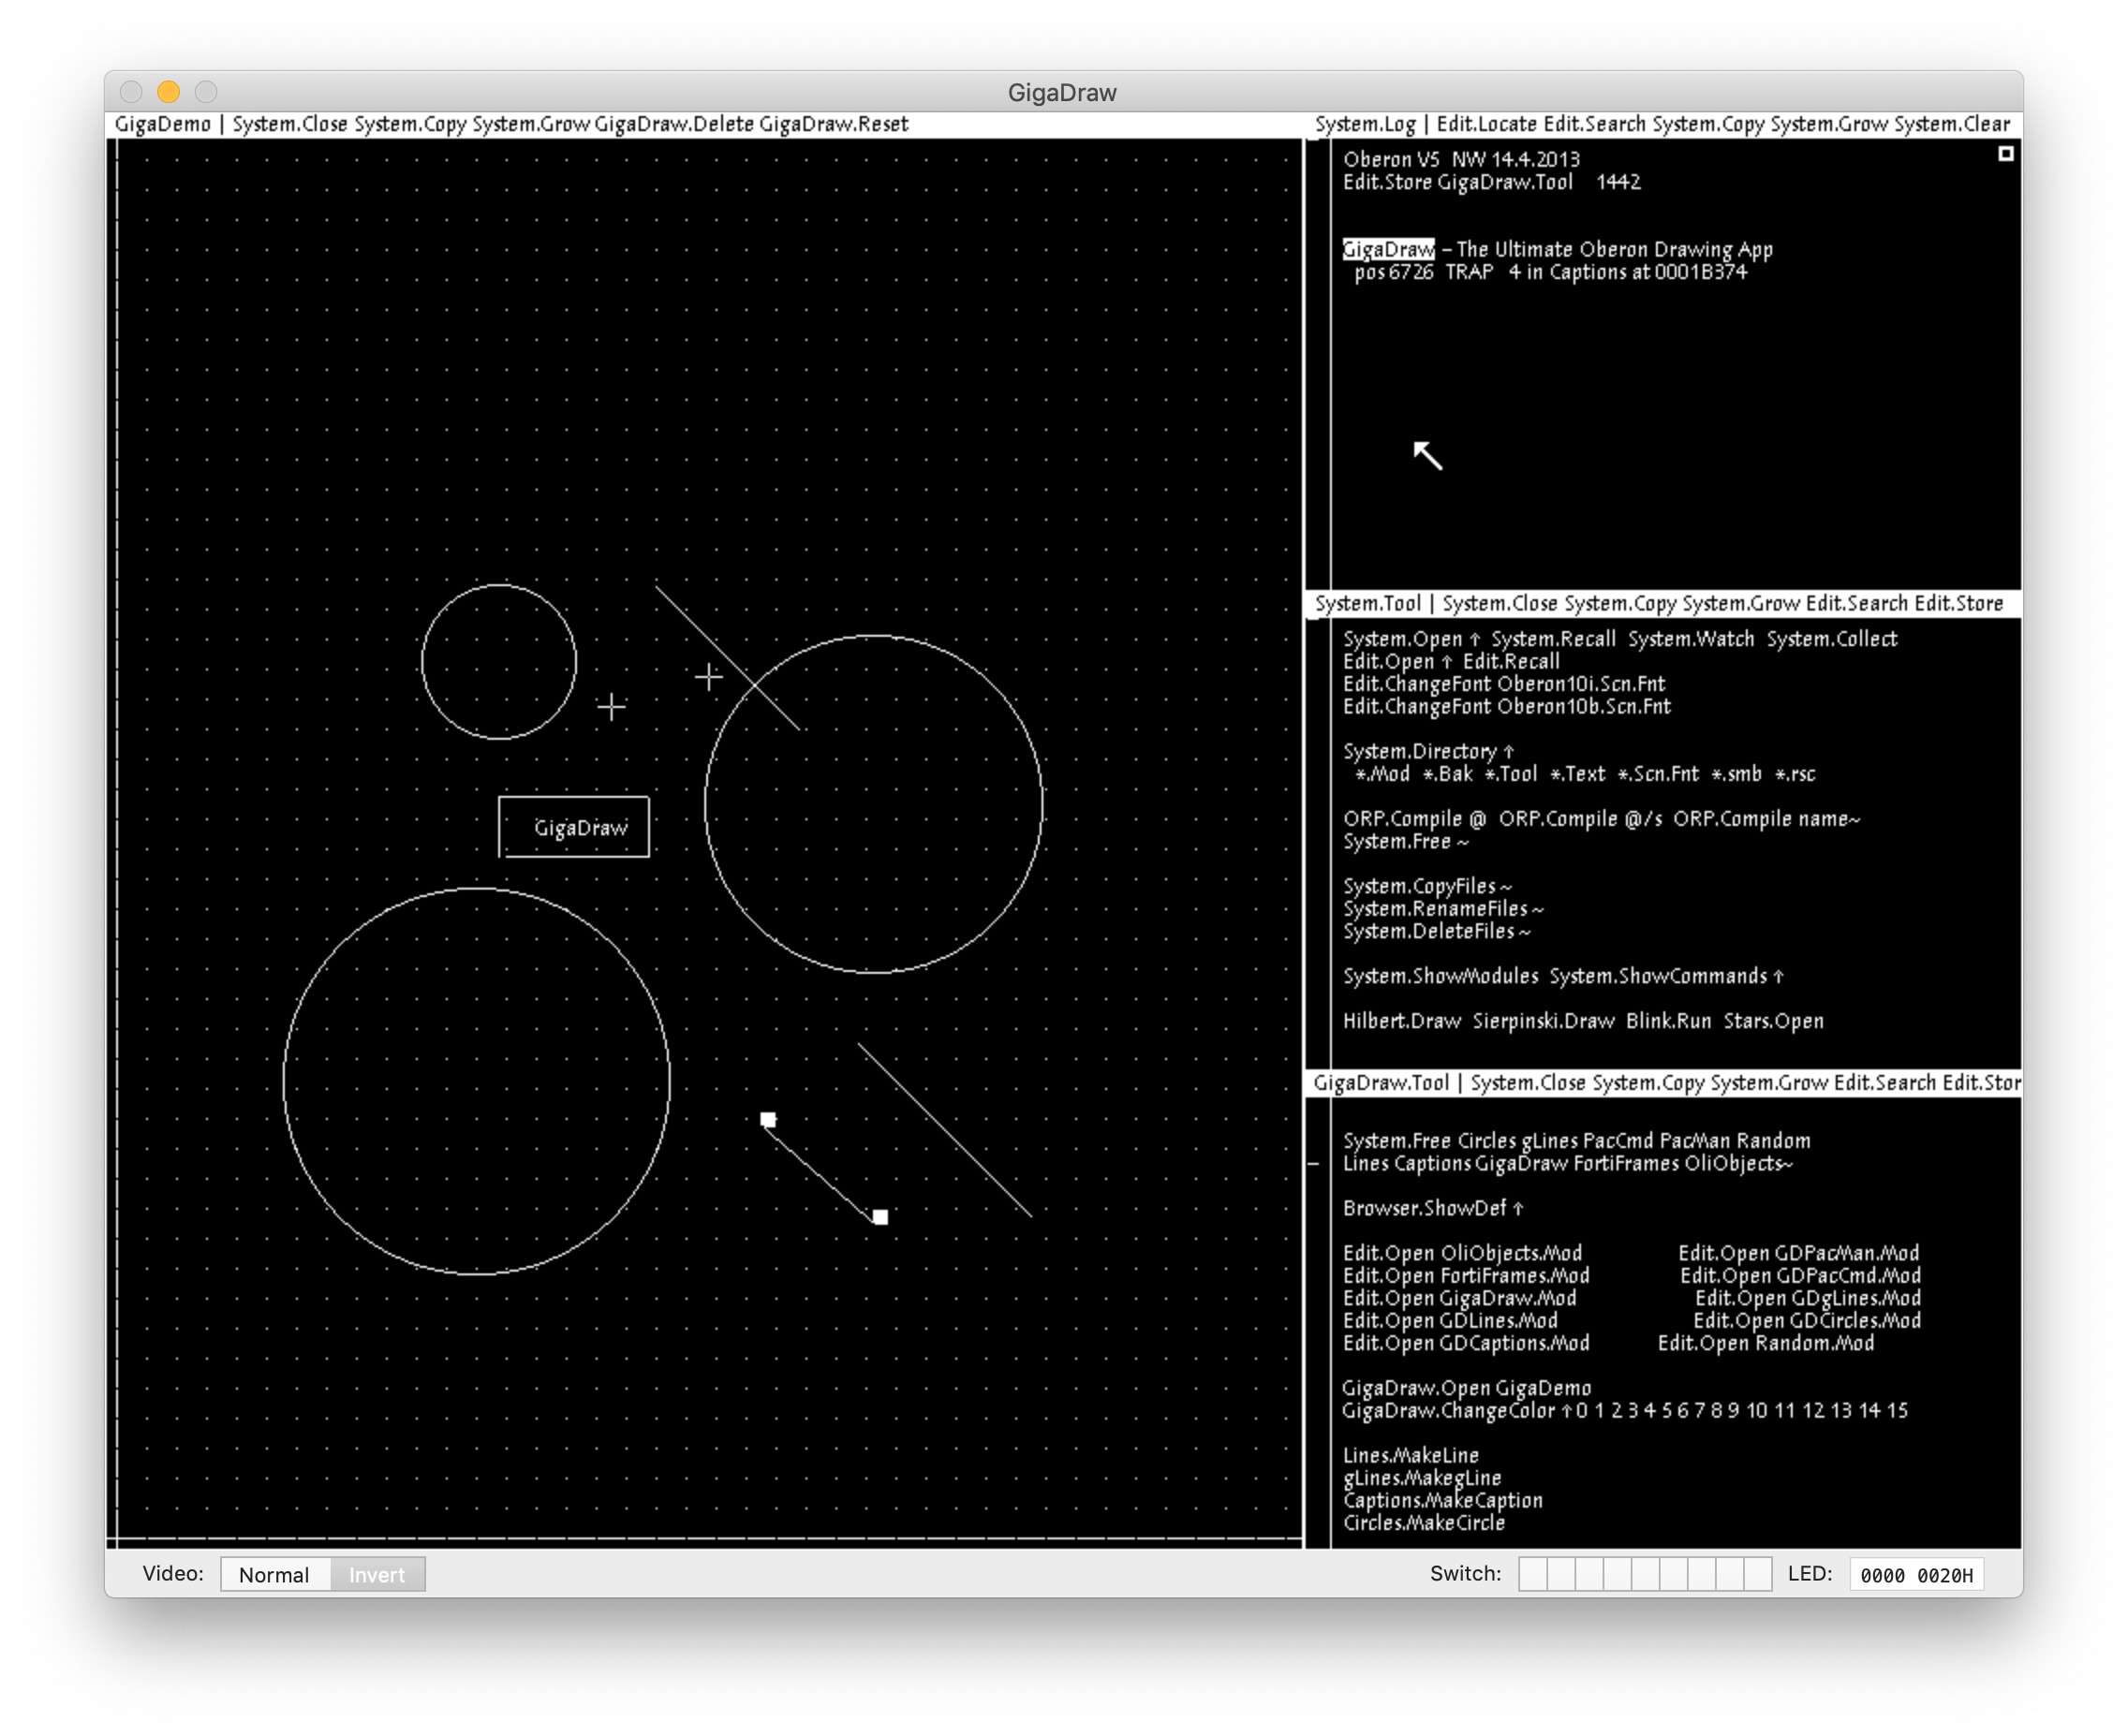 GigaDraw
GigaDemo | System.Close System.Copy System.Grow GigaDraw.Delete GigaDraw.Reset
GigaDraw
System.Log | Edit.Locate Edit.Search System.Copy System.Grow System.Clear
Oberon V5 NW 14.4.2013
Edit.Store GigaDraw.Tool 1442
GigaDraw – The Ultimate Oberon Drawing App
pos 6726 TRAP 4 in Captions at 0001B374
System.Tool | System.Close System.Copy System.Grow Edit.Search Edit.Store
System.Open ↑ System.Recall System.Watch System.Collect
Edit.Open ↑ Edit.Recall
Edit.ChangeFont Oberon10i.Scn.Fnt
Edit.ChangeFont Oberon10b.Scn.Fnt
System.Directory ↑
*.Mod *.Bak *.Tool *.Text *.Scn.Fnt *.smb *.rsc
ORP.Compile @ ORP.Compile @/s ORP.Compile name~
System.Free ~
System.CopyFiles ~
System.RenameFiles ~
System.DeleteFiles ~
System.ShowModules System.ShowCommands ↑
Hilbert.Draw Sierpinski.Draw Blink.Run Stars.Open
GigaDraw.Tool | System.Close System.Copy System.Grow Edit.Search Edit.Stor
System.Free Circles gLines PacCmd PacMan Random
Lines Captions GigaDraw FortiFrames OliObjects~
Browser.ShowDef ↑
Edit.Open OliObjects.Mod Edit.Open GDPacMan.Mod
Edit.Open FortiFrames.Mod Edit.Open GDPacCmd.Mod
Edit.Open GigaDraw.Mod Edit.Open GDgLines.Mod
Edit.Open GDLines.Mod Edit.Open GDCircles.Mod
Edit.Open GDCaptions.Mod Edit.Open Random.Mod
GigaDraw.Open GigaDemo
GigaDraw.ChangeColor ↑ 0 1 2 3 4 5 6 7 8 9 10 11 12 13 14 15
Lines.MakeLine
gLines.MakegLine
Captions.MakeCaption
Circles.MakeCircle
Video: Normal Invert Switch: LED: 0000 0020H